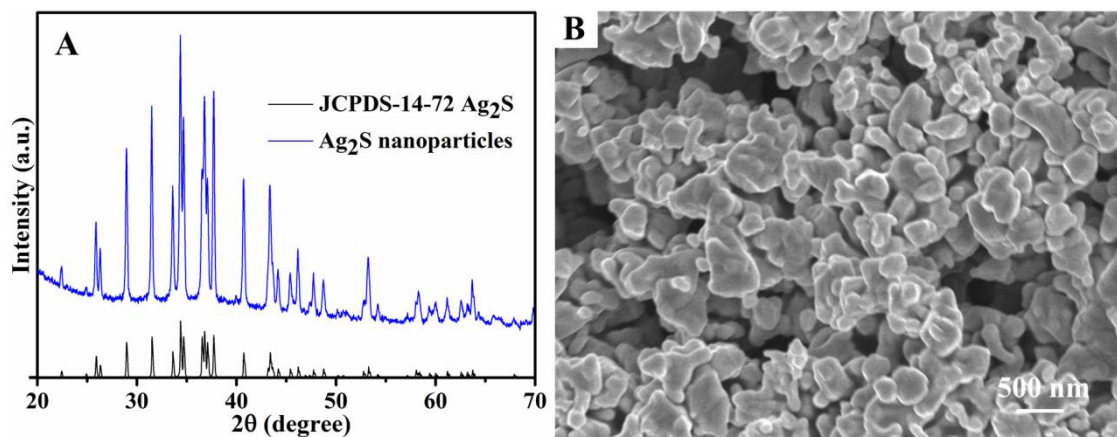 A
JCPDS-14-72 Ag₂S
Ag₂S nanoparticles
Intensity (a.u.)
20 30 40 50 60 70
2θ (degree)
B
500 nm